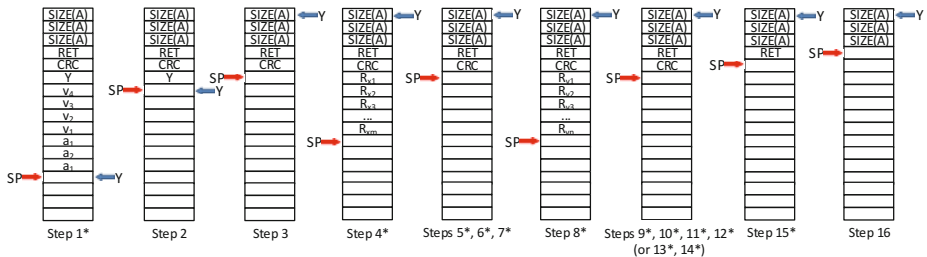 SIZE(A)
SIZE(A)
SIZE(A)
RET
CRC
Y
v4
v3
v2
v1
a1
a2
a1
SP Y
Step 1*
SIZE(A)
SIZE(A)
SIZE(A)
RET
CRC
Y
SP Y
Step 2
SIZE(A) Y
SIZE(A)
SIZE(A)
RET
CRC
SP
Step 3
SIZE(A) Y
SIZE(A)
SIZE(A)
RET
CRC
Rx1
Rx2
Rx3
...
Rxm
SP
Step 4*
SIZE(A) Y
SIZE(A)
SIZE(A)
RET
CRC
SP
Steps 5*, 6*, 7*
SIZE(A) Y
SIZE(A)
SIZE(A)
RET
CRC
Ry1
Ry2
Ry3
...
Ryn
SP
Step 8*
SIZE(A) Y
SIZE(A)
SIZE(A)
RET
CRC
SP
Steps 9*, 10*, 11*, 12*
(or 13*, 14*)
SIZE(A) Y
SIZE(A)
SIZE(A)
RET
SP
Step 15*
SIZE(A) Y
SIZE(A)
SIZE(A)
SP
Step 16